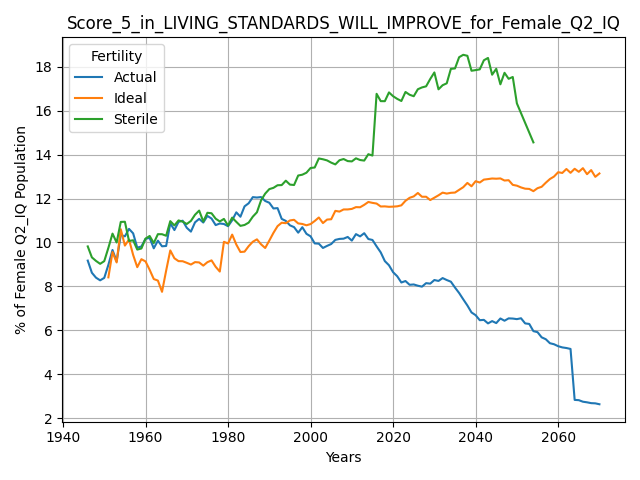 Score_5_in_LIVING_STANDARDS_WILL_IMPROVE_for_Female_Q2_IQ
Fertility
Actual
Ideal
Sterile
% of Female Q2_IQ Population
18
16
14
12
10
8
6
4
2
1940 1960 1980 2000 2020 2040 2060
Years